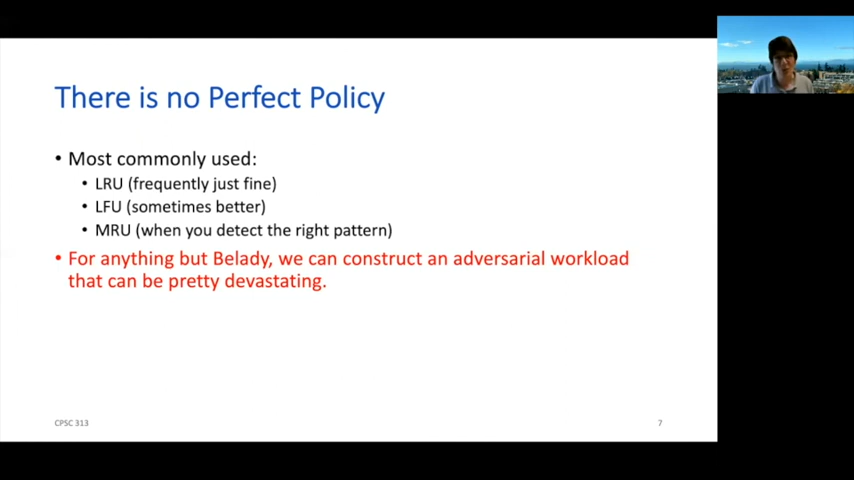 There is no Perfect Policy
• Most commonly used:
• LRU (frequently just fine)
• LFU (sometimes better)
• MRU (when you detect the right pattern)
• For anything but Belady, we can construct an adversarial workload
that can be pretty devastating.
CPSC 313
7